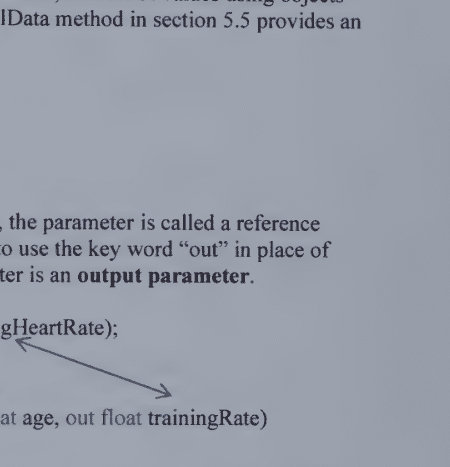 lData method in section 5.5 provides an
, the parameter is called a reference
to use the key word “out” in place of
ter is an output parameter.
gHeartRate);
at age, out float trainingRate)